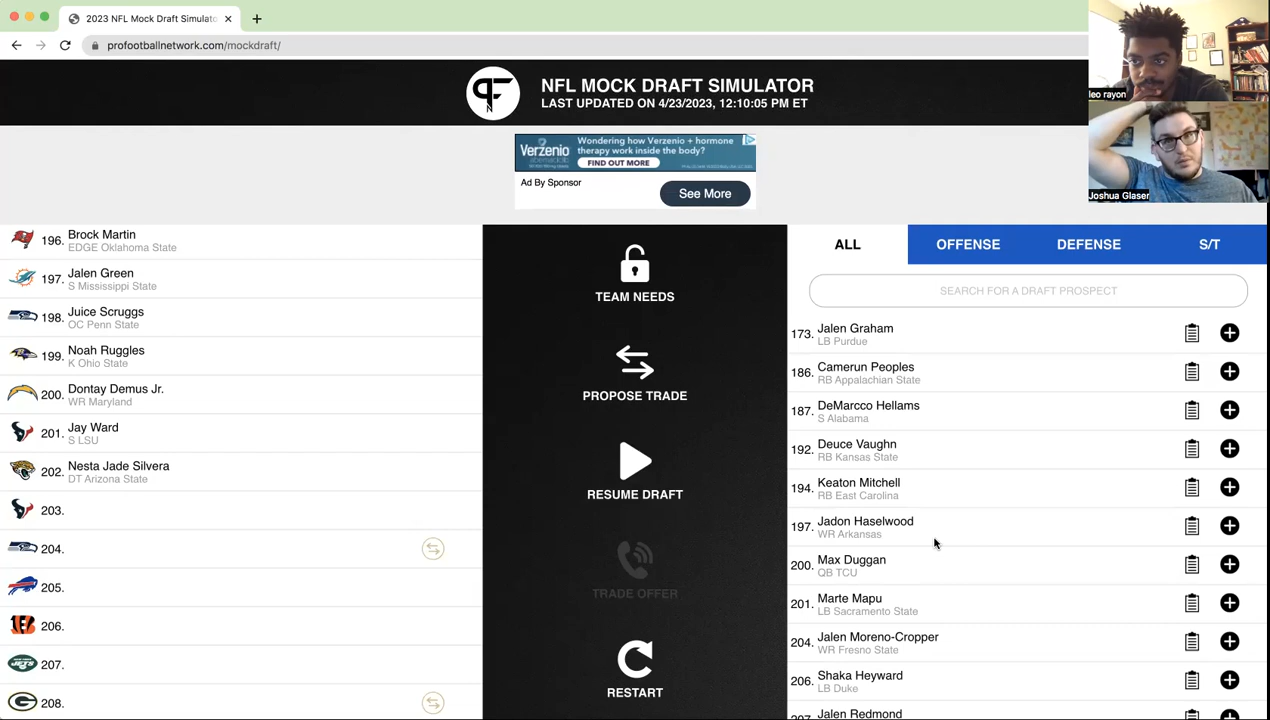 2023 NFL Mock Draft Simulato
profootballnetwork.com/mockdraft/
PF
N
NFL MOCK DRAFT SIMULATOR
LAST UPDATED ON 4/23/2023, 12:10:05 PM ET
leo rayon
Joshua Glaser
Verzenio
Wondering how Verzenio + hormone
therapy work inside the body?
FIND OUT MORE
Ad By Sponsor
See More
196. Brock Martin
EDGE Oklahoma State
197. Jalen Green
S Mississippi State
198. Juice Scruggs
OC Penn State
199. Noah Ruggles
K Ohio State
200. Dontay Demus Jr.
WR Maryland
201. Jay Ward
S LSU
202. Nesta Jade Silvera
DT Arizona State
203.
204.
205.
206.
207.
208.
TEAM NEEDS
PROPOSE TRADE
RESUME DRAFT
TRADE OFFER
RESTART
ALL OFFENSE DEFENSE S/T
SEARCH FOR A DRAFT PROSPECT
173. Jalen Graham
LB Purdue
186. Camerun Peoples
RB Appalachian State
187. DeMarcco Hellams
S Alabama
192. Deuce Vaughn
RB Kansas State
194. Keaton Mitchell
RB East Carolina
197. Jadon Haselwood
WR Arkansas
200. Max Duggan
QB TCU
201. Marte Mapu
LB Sacramento State
204. Jalen Moreno-Cropper
WR Fresno State
206. Shaka Heyward
LB Duke
207. Jalen Redmond